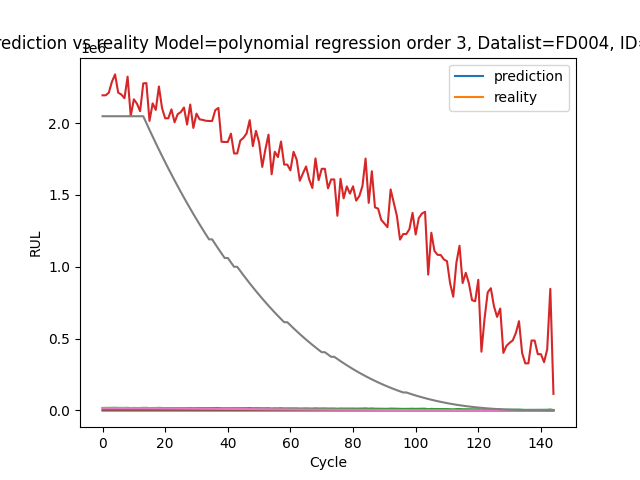 rediction vs reality Model=polynomial regression order 3, Datalist=FD004, ID=
1e6
prediction
reality
2.0
1.5
1.0
0.5
0.0
RUL
0 20 40 60 80 100 120 140
Cycle